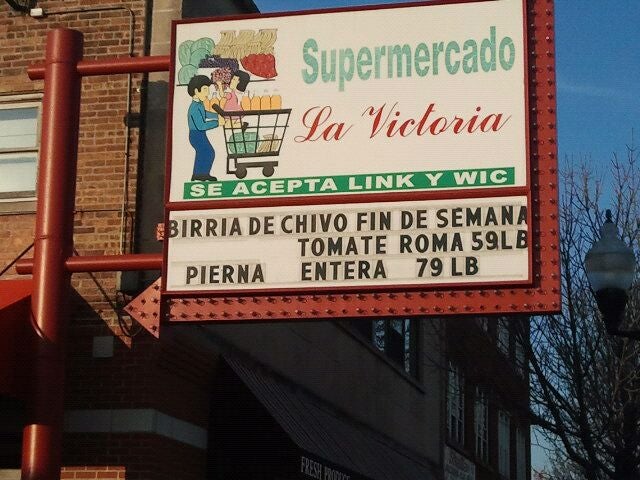 Supermercado
La Victoria
SE ACEPTA LINK Y WIC
BIRRIA DE CHIVO FIN DE SEMANA
TOMATE ROMA 59LB
PIERNA ENTERA 79 LB
FRESH PRODUCE